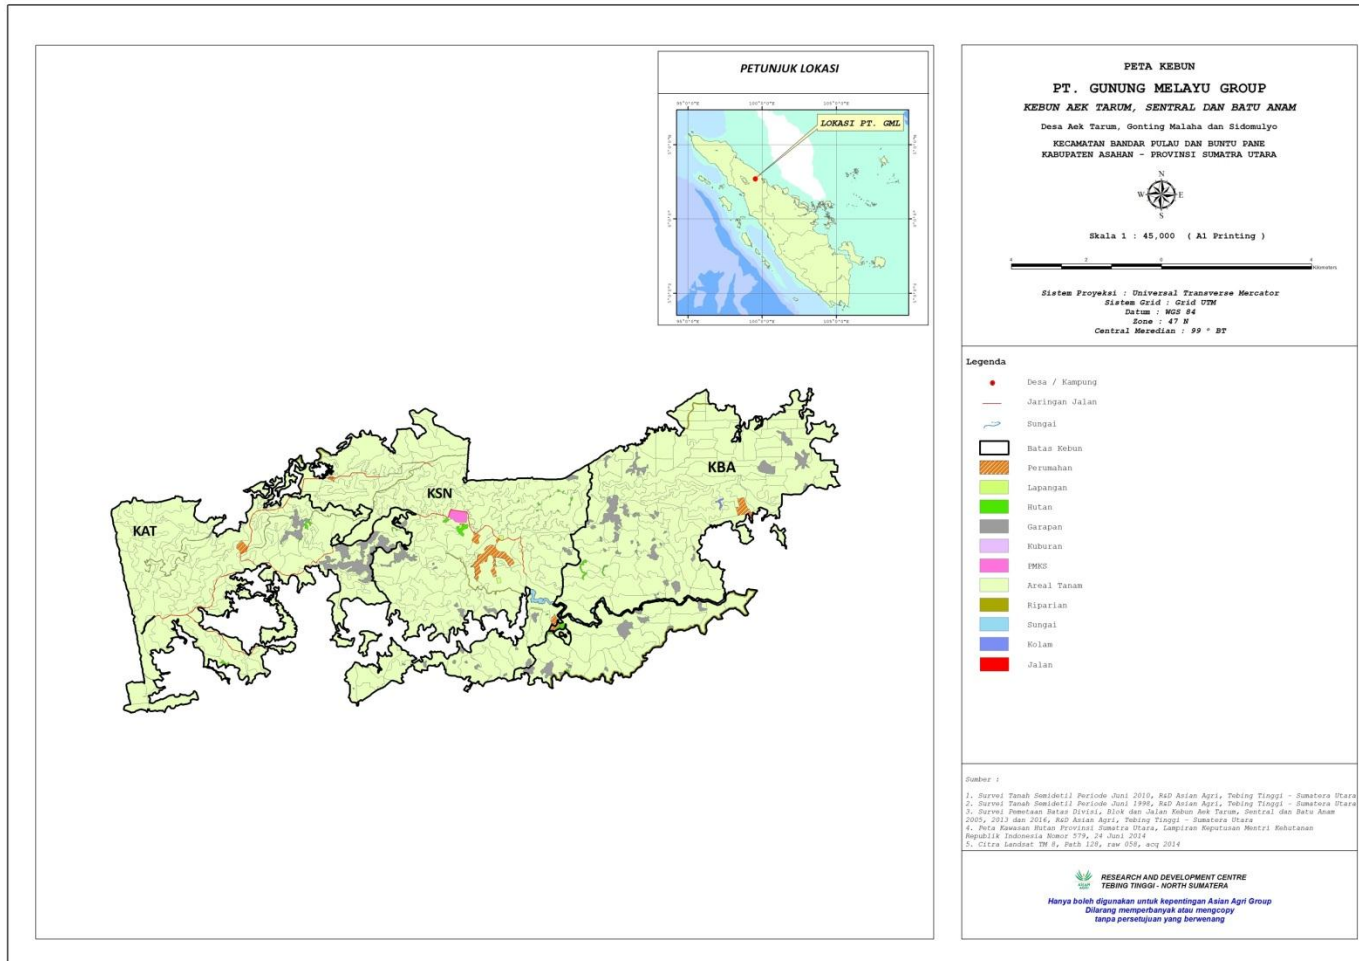 PETUNJUK LOKASI
LOKASI PT. GML
KAT
KSN
KBA
PETA KEBUN
PT. GUNUNG MELAYU GROUP
KEBUN AEK TARUM, SENTRAL DAN BATU ANAM
Desa Aek Tarum, Gonting Malaha dan Sidomulyo
KECAMATAN BANDAR PULAU DAN BUNTU PANE
KABUPATEN ASAHAN - PROVINSI SUMATRA UTARA
N
W E
S
Skala 1 : 45,000 ( A1 Printing )
Kilometers
Sistem Proyeksi : Universal Transverse Mercator
Sistem Grid : Grid UTM
Datum : WGS 84
Zone : 47 N
Central Meredian : 99 ° BT
Legenda
Desa / Kampung
Jaringan Jalan
Sungai
Batas Kebun
Perumahan
Lapangan
Hutan
Garapan
Kuburan
PMKS
Areal Tanam
Riparian
Sungai
Kolam
Jalan
Sumber :
1. Survei Tanah Semidetil Periode Juni 2010, R&D Asian Agri, Tebing Tinggi - Sumatera Utara
2. Survei Tanah Semidetil Periode Juni 1998, R&D Asian Agri, Tebing Tinggi - Sumatera Utara
3. Survei Pemetaan Batas Divisi, Blok dan Jalan Kebun Aek Tarum, Sentral dan Batu Anam
2005, 2013 dan 2016, R&D Asian Agri, Tebing Tinggi - Sumatera Utara
4. Peta Kawasan Hutan Provinsi Sumatra Utara, Lampiran Keputusan Mentri Kehutanan
Republik Indonesia Nomor 579, 24 Juni 2014
5. Citra Landsat TM 8, Path 128, raw 058, acq 2014
RESEARCH AND DEVELOPMENT CENTRE
TEBING TINGGI - NORTH SUMATERA
Hanya boleh digunakan untuk kepentingan Asian Agri Group
Dilarang memperbanyak atau mengcopy
tanpa persetujuan yang berwenang